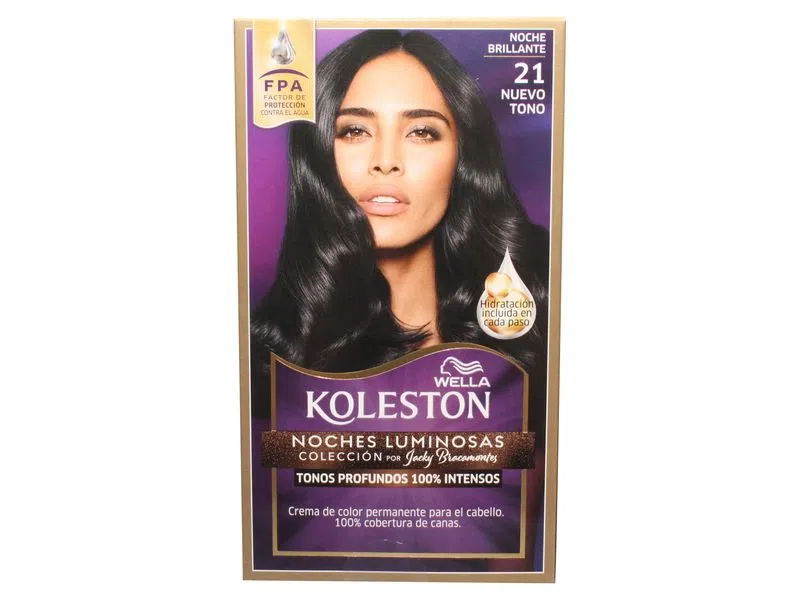 FPA
FACTOR DE
PROTECCIÓN
CONTRA EL AGUA
NOCHE
BRILLANTE
21
NUEVO
TONO
Hidratación
incluida en
cada paso
WELLA
KOLESTON
NOCHES LUMINOSAS
COLECCIÓN POR Jacky Bracamontes
TONOS PROFUNDOS 100% INTENSOS
Crema de color permanente para el cabello.
100% cobertura de canas.